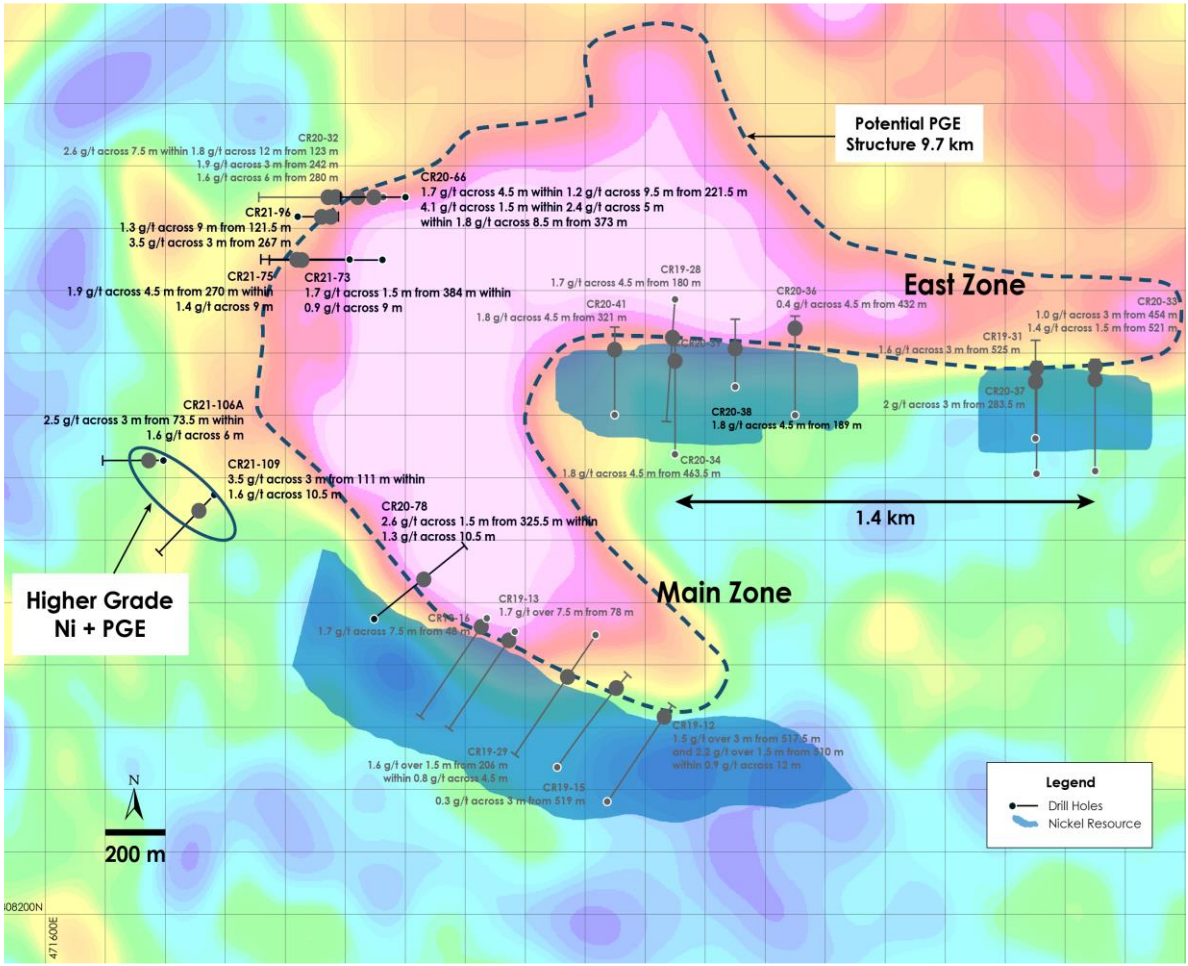 CR20-32
2.6 g/t across 7.5 m within 1.8 g/t across 12 m from 123 m
1.9 g/t across 3 m from 242 m
1.6 g/t across 6 m from 280 m
Potential PGE
Structure 9.7 km
CR20-66
1.7 g/t across 4.5 m within 1.2 g/t across 9.5 m from 221.5 m
4.1 g/t across 1.5 m within 2.4 g/t across 5 m
within 1.8 g/t across 8.5 m from 373 m
CR21-96
1.3 g/t across 9 m from 121.5 m
3.5 g/t across 3 m from 267 m
CR21-75
1.9 g/t across 4.5 m from 270 m within
1.4 g/t across 9 m
CR21-73
1.7 g/t across 1.5 m from 384 m within
0.9 g/t across 9 m
CR19-28
1.7 g/t across 4.5 m from 180 m
CR20-41
1.8 g/t across 4.5 m from 321 m
CR20-36
0.4 g/t across 4.5 m from 432 m
East Zone
CR20-33
1.0 g/t across 3 m from 454 m
1.4 g/t across 1.5 m from 521 m
CR19-31
1.6 g/t across 3 m from 525 m
CR20-37
2 g/t across 3 m from 283.5 m
CR20-38
1.8 g/t across 4.5 m from 189 m
CR20-34
1.8 g/t across 4.5 m from 463.5 m
1.4 km
CR21-106A
2.5 g/t across 3 m from 73.5 m within
1.6 g/t across 6 m
CR21-109
3.5 g/t across 3 m from 111 m within
1.6 g/t across 10.5 m
CR20-78
2.6 g/t across 1.5 m from 325.5 m within
1.3 g/t across 10.5 m
Higher Grade
Ni + PGE
Main Zone
CR19-13
1.7 g/t over 7.5 m from 78 m
CR19-16
1.7 g/t across 7.5 m from 48 m
CR19-12
1.5 g/t over 3 m from 517.5 m
and 2.2 g/t over 1.5 m from 510 m
within 0.9 g/t across 12 m
CR19-29
1.6 g/t over 1.5 m from 206 m
within 0.8 g/t across 4.5 m
CR19-15
0.3 g/t across 3 m from 519 m
N
200 m
Legend
Drill Holes
Nickel Resource
08200N
471600E